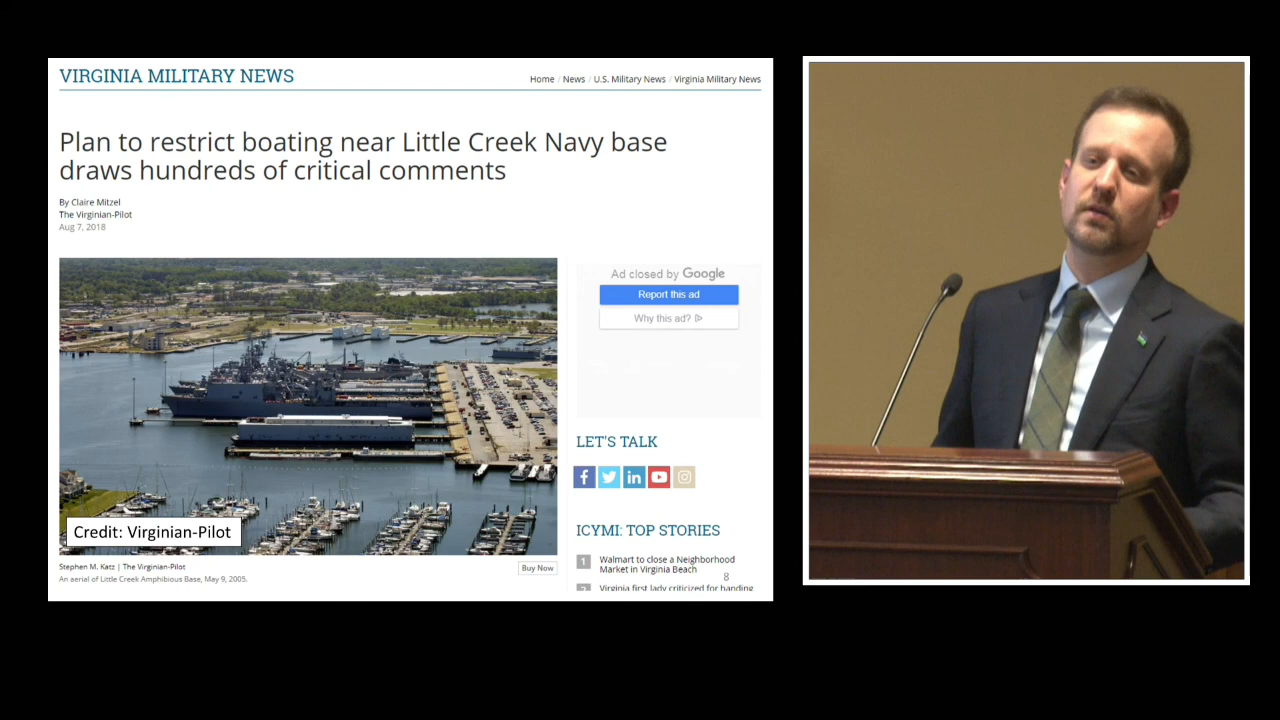 VIRGINIA MILITARY NEWS
Home / News / U.S. Military News / Virginia Military News
Plan to restrict boating near Little Creek Navy base
draws hundreds of critical comments
By Claire Mitzel
The Virginian-Pilot
Aug 7, 2018
Ad closed by Google
Report this ad
Why this ad?
LET'S TALK
ICYMI: TOP STORIES
1 Walmart to close a Neighborhood
Market in Virginia Beach
8
Virginia first lady criticized for handing
Credit: Virginian-Pilot
Stephen M. Katz | The Virginian-Pilot
Buy Now
An aerial of Little Creek Amphibious Base, May 9, 2005.